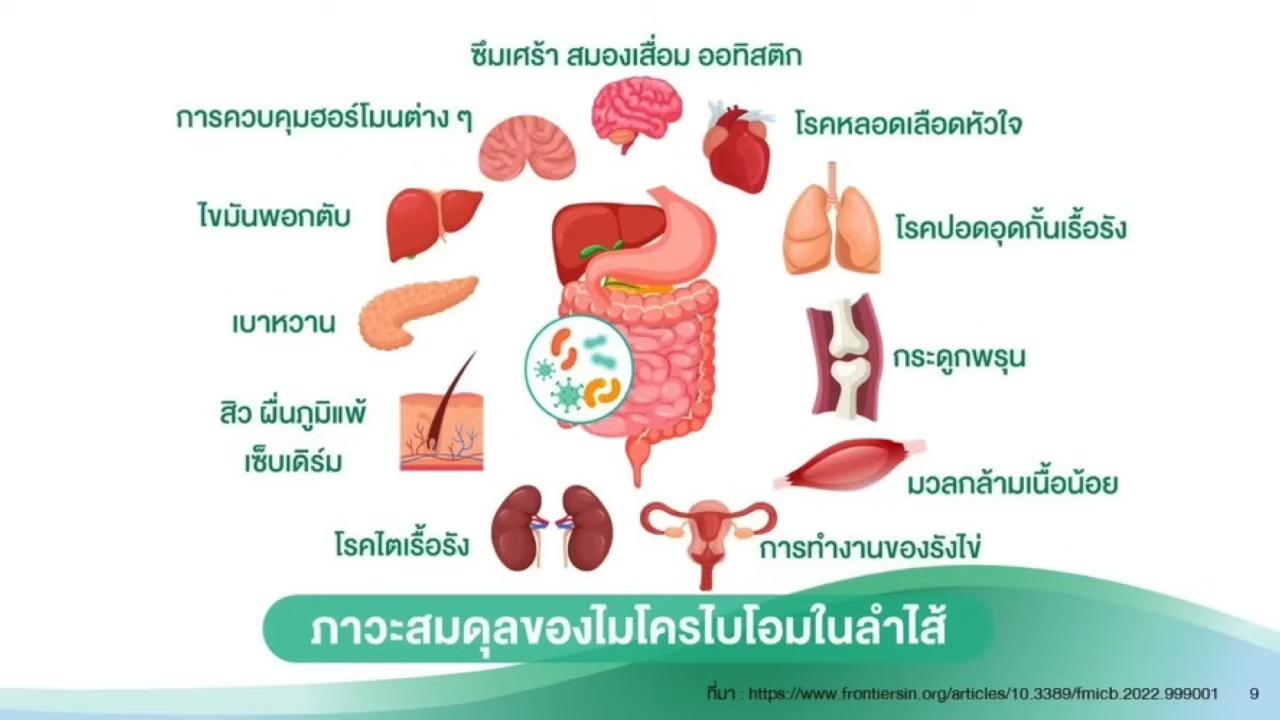 ซึมเศร้า สมองเสื่อม ออทิสติก
การควบคุมฮอร์โมนต่าง ๆ
โรคหลอดเลือดหัวใจ
ไขมันพอกตับ
โรคปอดอุดกั้นเรื้อรัง
เบาหวาน
กระดูกพรุน
สิว ผื่นภูมิแพ้
เซ็บเดิร์ม
มวลกล้ามเนื้อน้อย
โรคไตเรื้อรัง
การทำงานของรังไข่
ภาวะสมดุลของไมโครไบโอมในลำไส้
ที่มา : https://www.frontiersin.org/articles/10.3389/fmicb.2022.999001
9